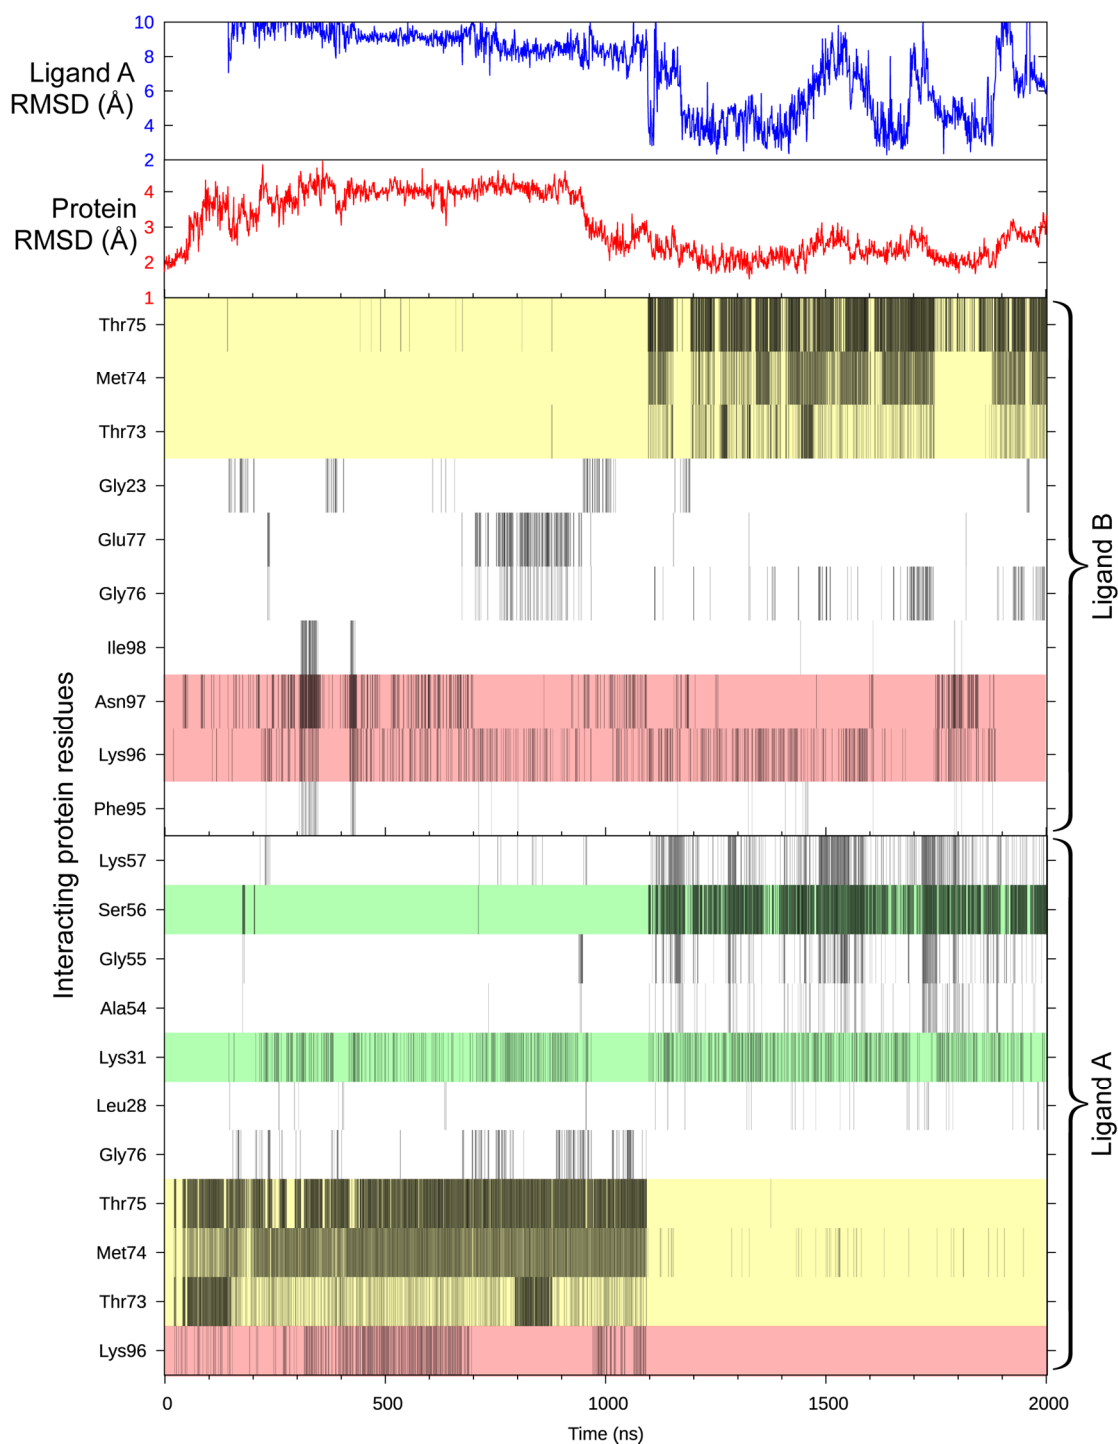 10
8
6
4
2
Ligand A
RMSD (Å)
4
3
2
1
Protein
RMSD (Å)
Thr75
Met74
Thr73
Gly23
Glu77
Gly76
Ile98
Asn97
Lys96
Phe95
Ligand B
Interacting protein residues
Lys57
Ser56
Gly55
Ala54
Lys31
Leu28
Gly76
Thr75
Met74
Thr73
Lys96
Ligand A
0 500 1000 1500 2000
Time (ns)